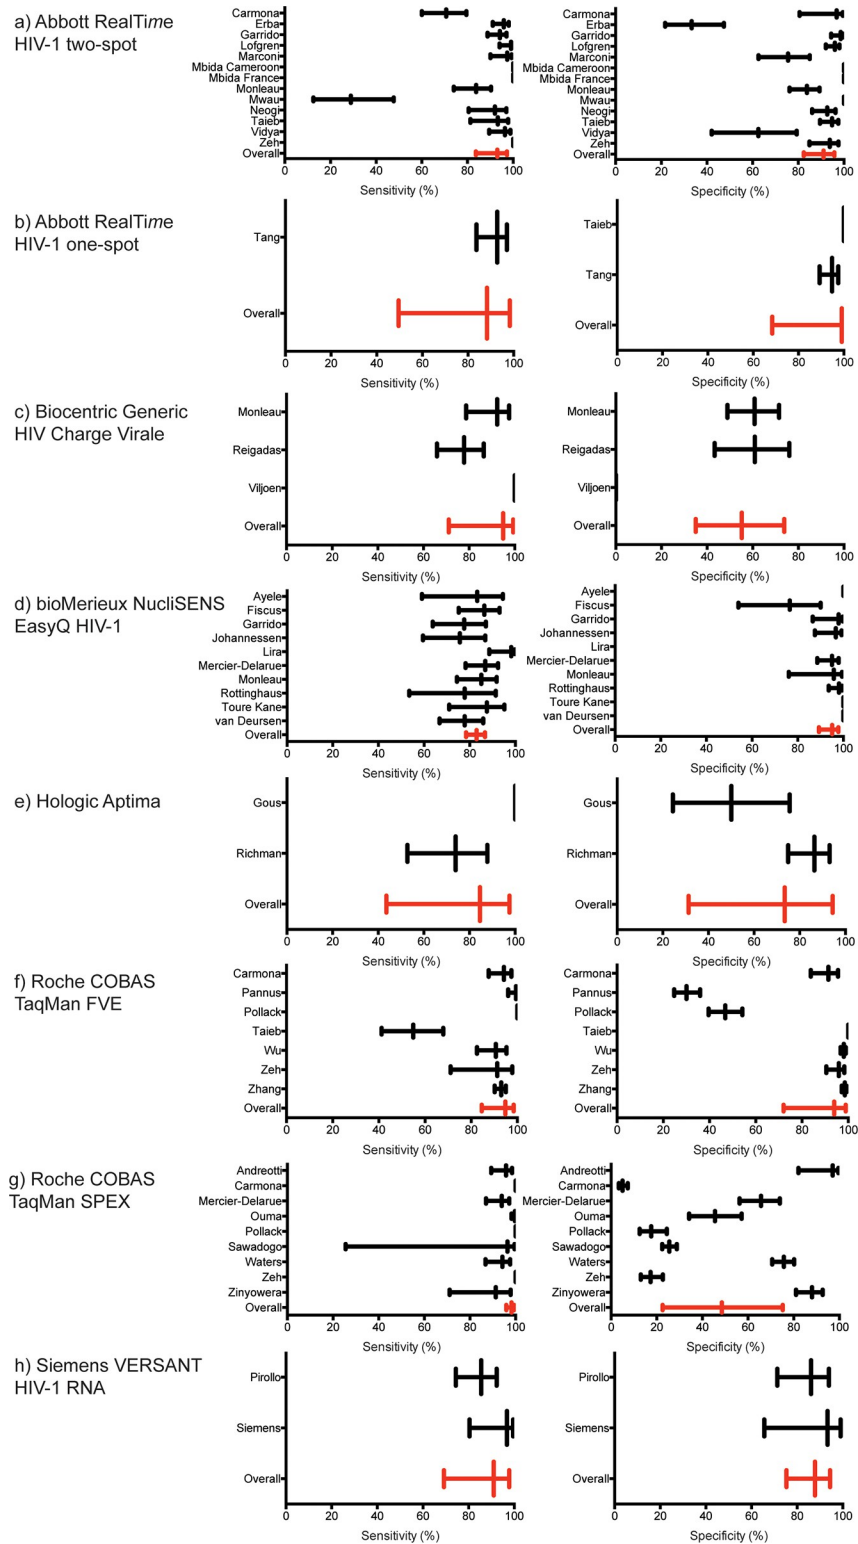 a) Abbott RealTime
HIV-1 two-spot
Carmona
Erba
Garrido
Lofgren
Marconi
Mbida Cameroon
Mbida France
Monleau
Mwau
Neogi
Taieb
Vidya
Zeh
Overall
0 20 40 60 80 100
Sensitivity (%)
Carmona
Erba
Garrido
Lofgren
Marconi
Mbida Cameroon
Mbida France
Monleau
Mwau
Neogi
Taieb
Vidya
Zeh
Overall
0 20 40 60 80 100
Specificity (%)
b) Abbott RealTime
HIV-1 one-spot
Tang
Overall
0 20 40 60 80 100
Sensitivity (%)
Taieb
Tang
Overall
0 20 40 60 80 100
Specificity (%)
c) Biocentric Generic
HIV Charge Virale
Monleau
Reigadas
Viljoen
Overall
0 20 40 60 80 100
Sensitivity (%)
Monleau
Reigadas
Viljoen
Overall
0 20 40 60 80 100
Specificity (%)
d) bioMerieux NucliSENS
EasyQ HIV-1
Ayele
Fiscus
Garrido
Johannessen
Lira
Mercier-Delarue
Monleau
Rottinghaus
Toure Kane
van Deursen
Overall
0 20 40 60 80 100
Sensitivity (%)
Ayele
Fiscus
Garrido
Johannessen
Lira
Mercier-Delarue
Monleau
Rottinghaus
Toure Kane
van Deursen
Overall
0 20 40 60 80 100
Specificity (%)
e) Hologic Aptima
Gous
Richman
Overall
0 20 40 60 80 100
Sensitivity (%)
Gous
Richman
Overall
0 20 40 60 80 100
Specificity (%)
f) Roche COBAS
TaqMan FVE
Carmona
Pannus
Pollack
Taieb
Wu
Zeh
Zhang
Overall
0 20 40 60 80 100
Sensitivity (%)
Carmona
Pannus
Pollack
Taieb
Wu
Zeh
Zhang
Overall
0 20 40 60 80 100
Specificity (%)
g) Roche COBAS
TaqMan SPEX
Andreotti
Carmona
Mercier-Delarue
Ouma
Pollack
Sawadogo
Waters
Zeh
Zinyowera
Overall
0 20 40 60 80 100
Sensitivity (%)
Andreotti
Carmona
Mercier-Delarue
Ouma
Pollack
Sawadogo
Waters
Zeh
Zinyowera
Overall
0 20 40 60 80 100
Specificity (%)
h) Siemens VERSANT
HIV-1 RNA
Pirollo
Siemens
Overall
0 20 40 60 80 100
Sensitivity (%)
Pirollo
Siemens
Overall
0 20 40 60 80 100
Specificity (%)